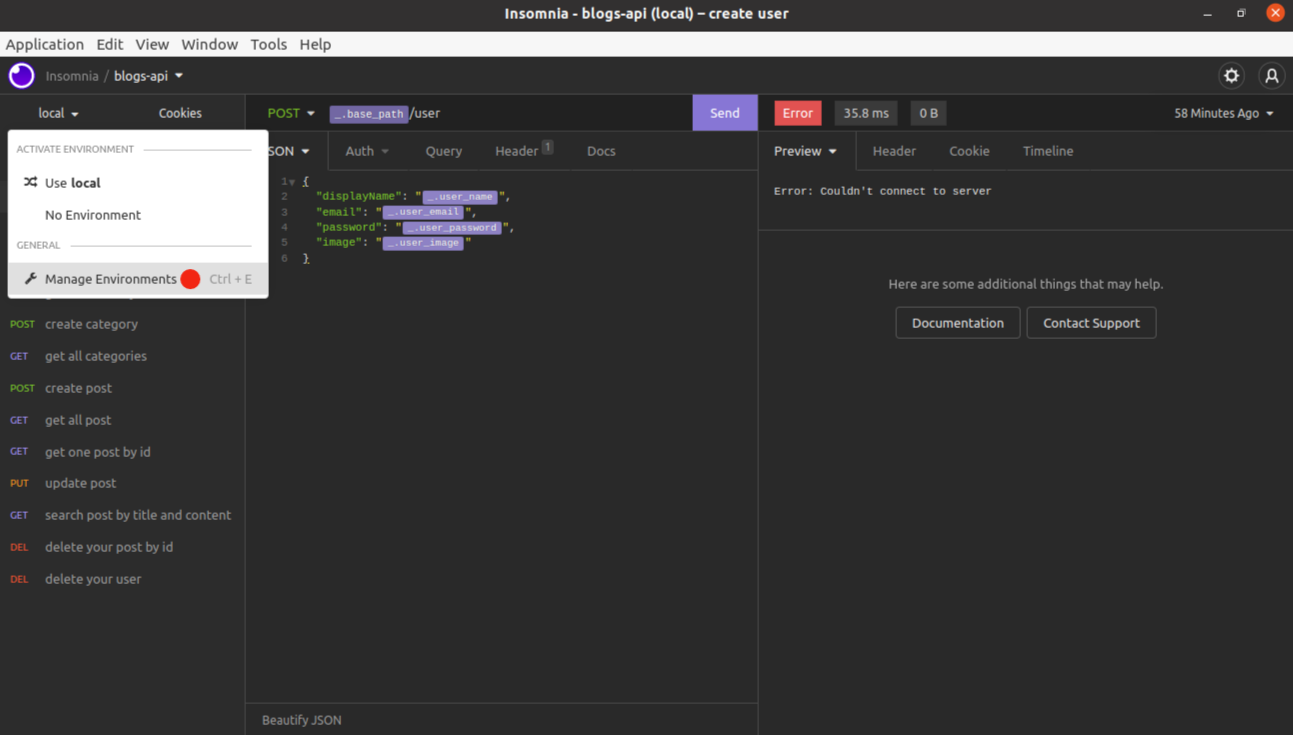 Insomnia - blogs-api (local) – create user
Application Edit View Window Tools Help
Insomnia / blogs-api
local Cookies
POST _.base_path/user Send
Error 35.8 ms 0 B 58 Minutes Ago
ACTIVATE ENVIRONMENT
Use local
No Environment
GENERAL
Manage Environments Ctrl + E
POST create category
GET get all categories
POST create post
GET get all post
GET get one post by id
PUT update post
GET search post by title and content
DEL delete your post by id
DEL delete your user
SON Auth Query Header 1 Docs
1 {
2 "displayName": "_.user_name",
3 "email": "_.user_email",
4 "password": "_.user_password",
5 "image": "_.user_image"
6 }
Beautify JSON
Preview Header Cookie Timeline
Error: Couldn't connect to server
Here are some additional things that may help.
Documentation Contact Support